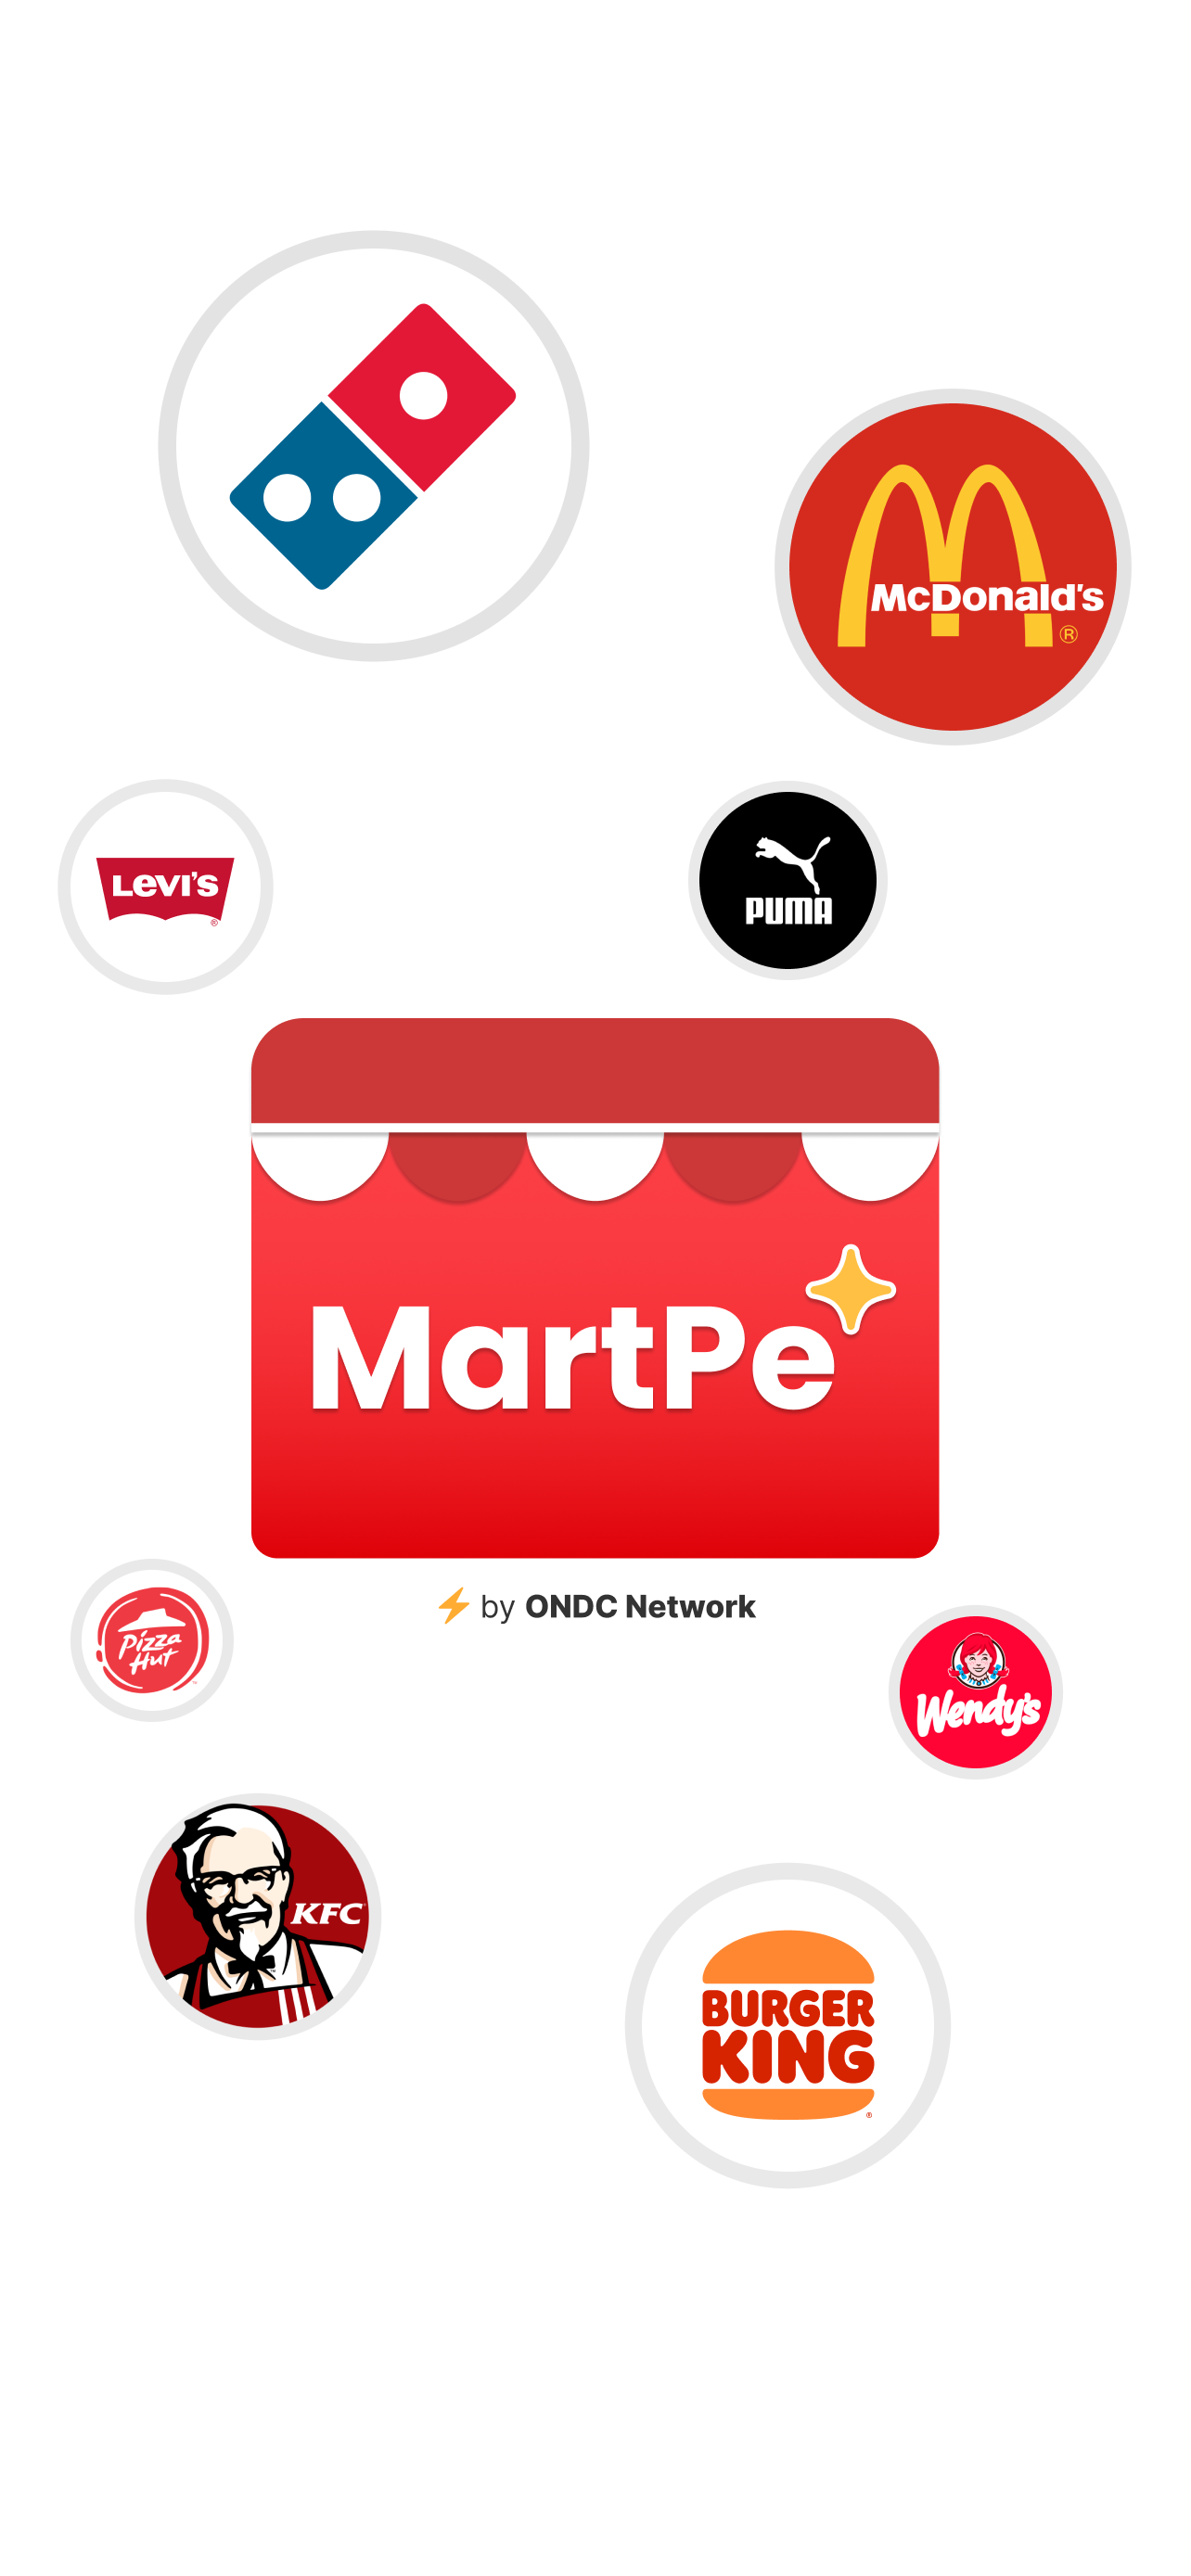 McDonald's
®
LEVI'S
®
PUMA
MartPe
by ONDC Network
Pizza
Hut
Wendy's
KFC
BURGER
KING
®